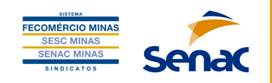 SISTEMA
FECOMÉRCIO MINAS
SESC MINAS
SENAC MINAS
SINDICATOS
Senac